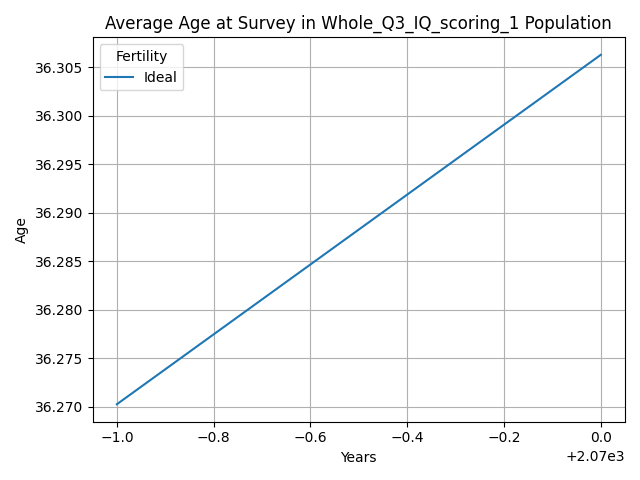 Average Age at Survey in Whole_Q3_IQ_scoring_1 Population
Fertility
Ideal
36.305
36.300
36.295
36.290
36.285
36.280
36.275
36.270
Age
−1.0
−0.8
−0.6
−0.4
−0.2
0.0
Years
+2.07e3